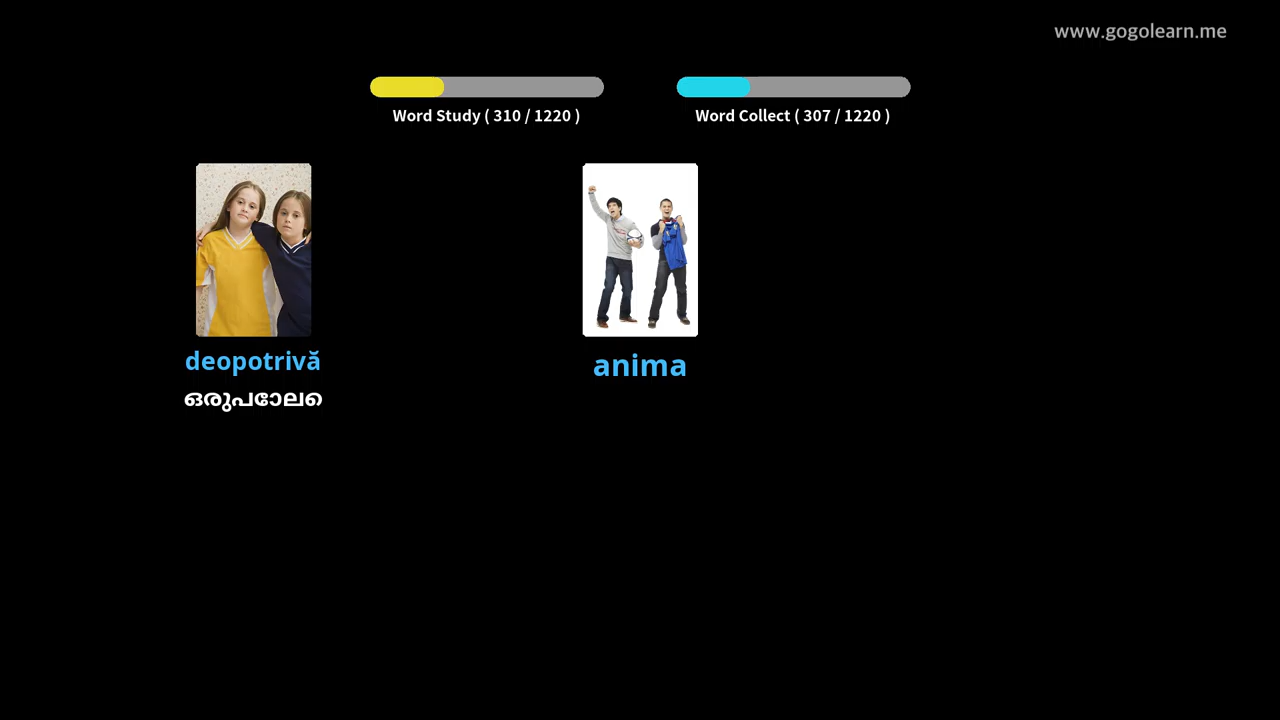 www.gogolearn.me
Word Study ( 310 / 1220 )
Word Collect ( 307 / 1220 )
deopotrivă
anima
ഒരുപോലെ